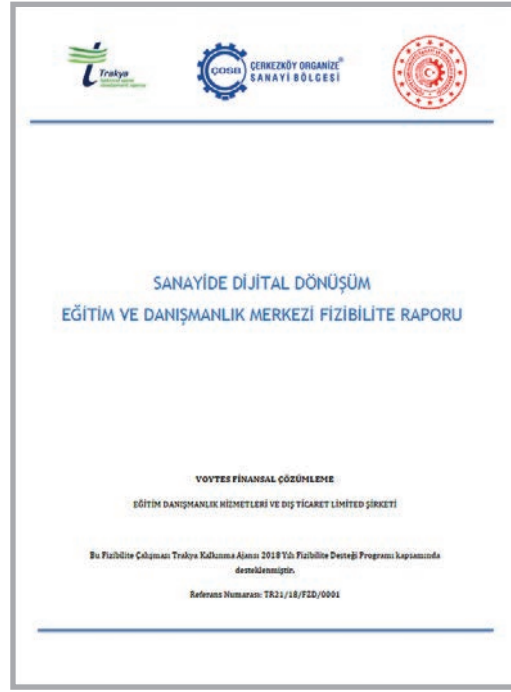 Trakya
ÇOSB
ÇERKEZKÖY ORGANİZE®
SANAYİ BÖLGESİ
SANAYİDE DİJİTAL DÖNÜŞÜM
EĞİTİM VE DANIŞMANLIK MERKEZİ FİZİBİLİTE RAPORU
VOYTES FİNANSAL ÇÖZÜMLEME
EĞİTİM DANIŞMANLIK HİZMETLERİ VE DIŞ TİCARET LİMİTED ŞİRKETİ
Bu Fizibilite Çalışması Trakya Kalkınma Ajansı 2018 Yılı Fizibilite Desteği Programı kapsamında
desteklenmiştir.
Referans Numarası: TR21/18/FZD/0001